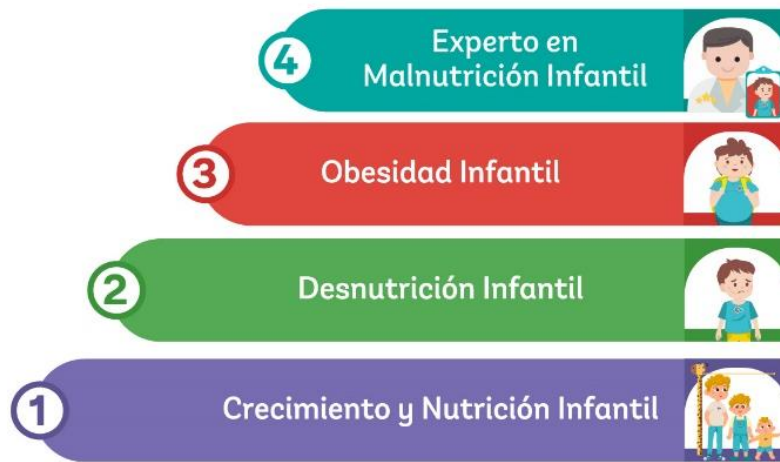 4
Experto en
Malnutrición Infantil
3
Obesidad Infantil
2
Desnutrición Infantil
1
Crecimiento y Nutrición Infantil